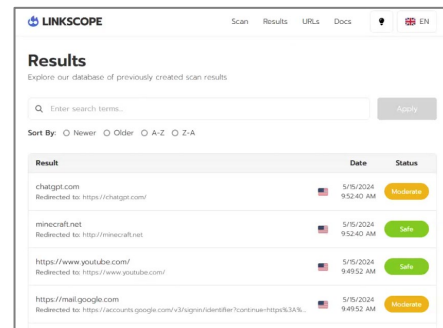 LINKSCOPE
Scan Results URLs Docs EN
Results
Explore our database of previously created scan results
Enter search terms...
Apply
Sort By: Newer Older A-Z Z-A
Result Date Status
chatgpt.com
Redirected to: https://chatgpt.com/
5/15/2024
9:52:40 AM
Moderate
minecraft.net
Redirected to: http://minecraft.net
5/15/2024
9:52:40 AM
Safe
https://www.youtube.com/
Redirected to: https://www.youtube.com/
5/15/2024
9:49:52 AM
Safe
https://mail.google.com
Redirected to: https://accounts.google.com/v3/signin/identifier?continue=https%3A%...
5/15/2024
9:49:52 AM
Moderate